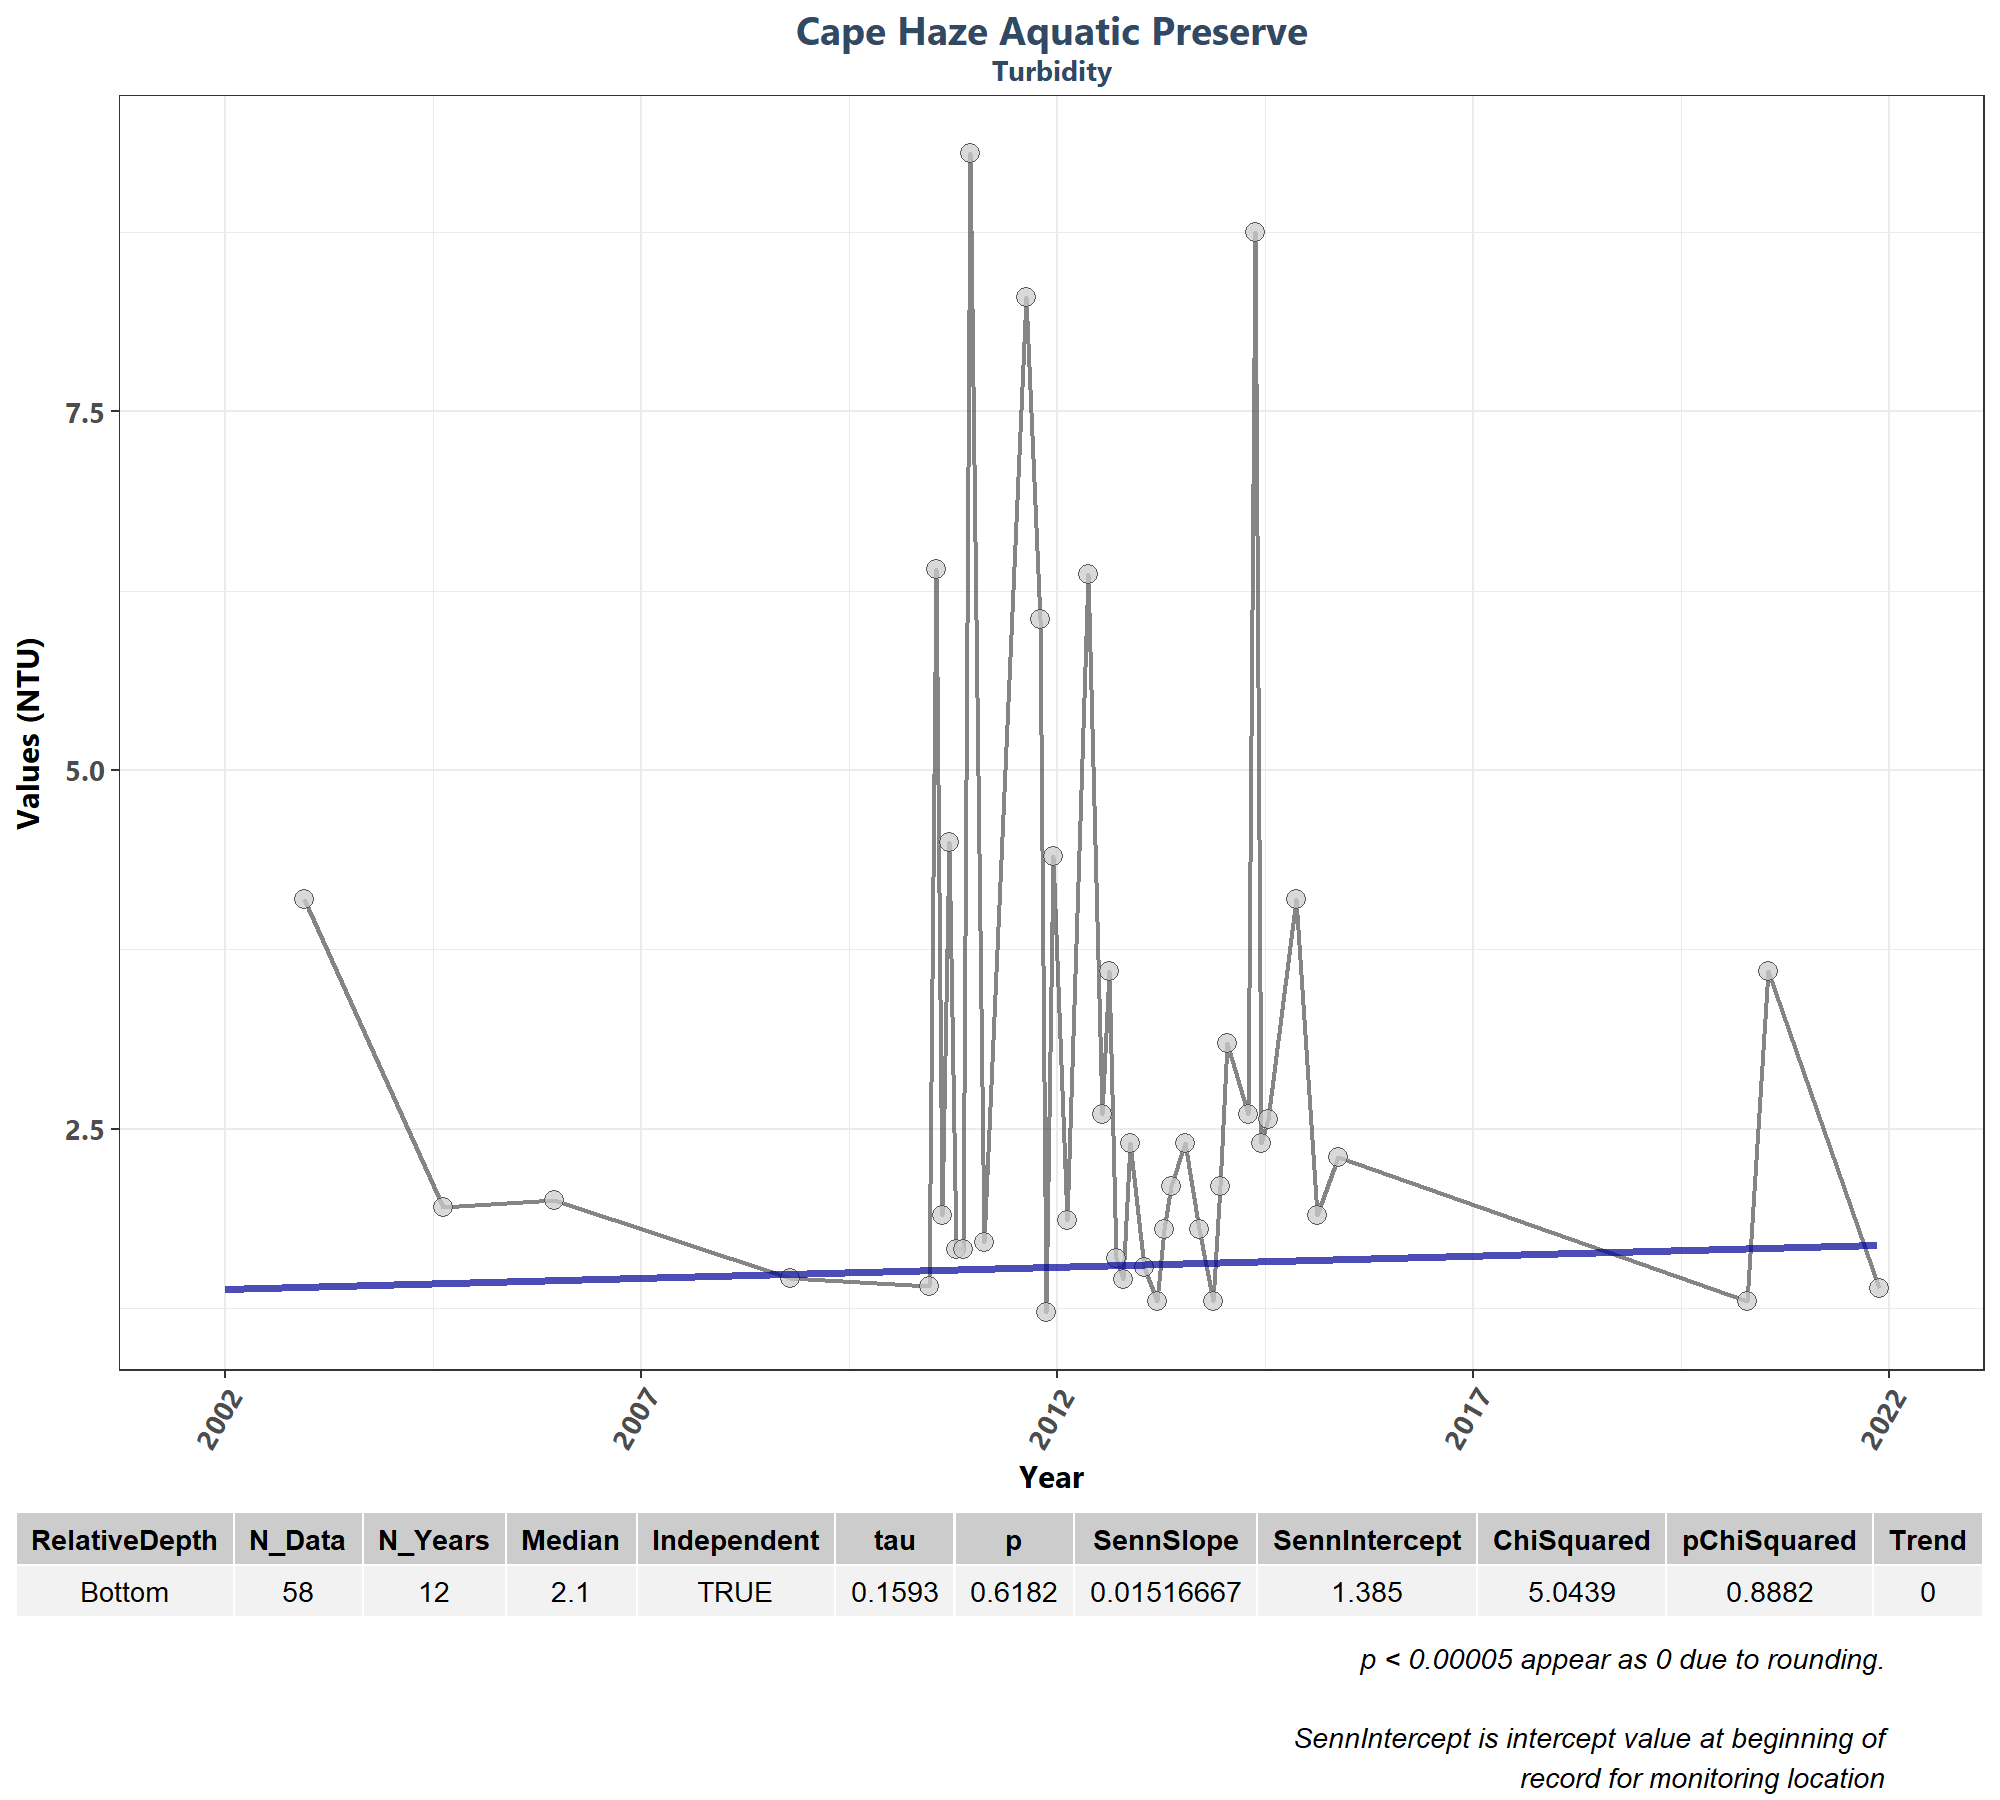 Cape Haze Aquatic Preserve
Turbidity
Values (NTU)
7.5
5.0
2.5
2002
2007
2012
2017
2022
Year
RelativeDepth N_Data N_Years Median Independent tau p SennSlope SennIntercept ChiSquared pChiSquared Trend
Bottom 58 12 2.1 TRUE 0.1593 0.6182 0.01516667 1.385 5.0439 0.8882 0
p < 0.00005 appear as 0 due to rounding.
SennIntercept is intercept value at beginning of
record for monitoring location